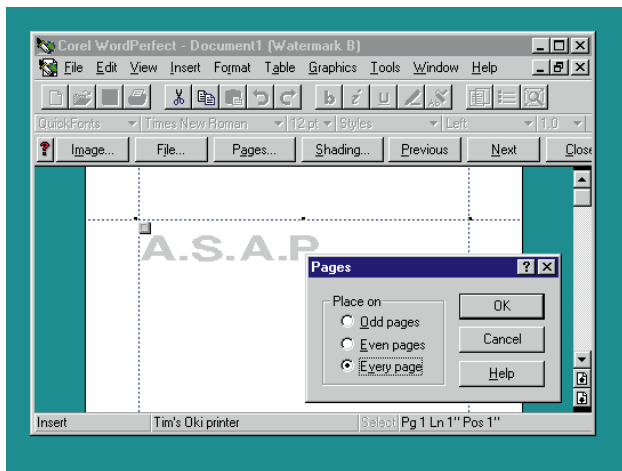 Corel WordPerfect - Document1 (Watermark B)
File Edit View Insert Format Table Graphics Tools Window Help
b i u
QuickFonts Times New Roman 12 pt Styles Left 1.0
? Image... File... Pages... Shading... Previous Next Close
A.S.A.P
Pages ?
Place on
Odd pages
Even pages
Every page
OK
Cancel
Help
Insert Tim's Oki printer Select Pg 1 Ln 1" Pos 1"